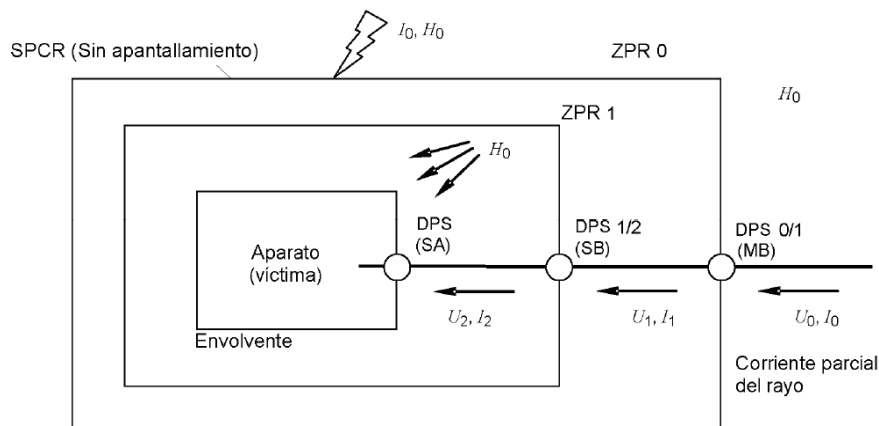 I0, H0
SPCR (Sin apantallamiento)
ZPR 0
H0
ZPR 1
H0
DPS
(SA)
DPS 1/2
(SB)
DPS 0/1
(MB)
Aparato
(víctima)
U2, I2
U1, I1
U0, I0
Envolvente
Corriente parcial
del rayo